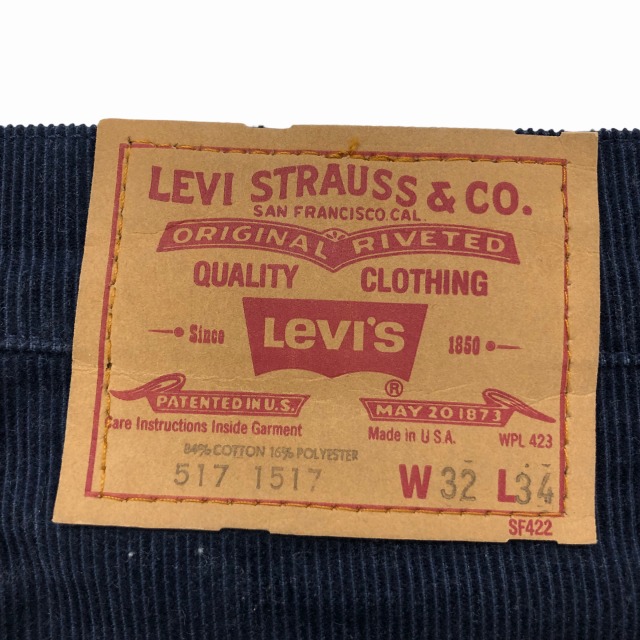 LEVI STRAUSS & CO.
SAN FRANCISCO, CAL
ORIGINAL RIVETED
QUALITY CLOTHING
Since LEVI'S ® 1850
PATENTED IN U.S. MAY 20 1873
Care Instructions Inside Garment Made in U.S.A. WPL 423
84% COTTON 16% POLYESTER
517 1517 W 32 L 34
SF422